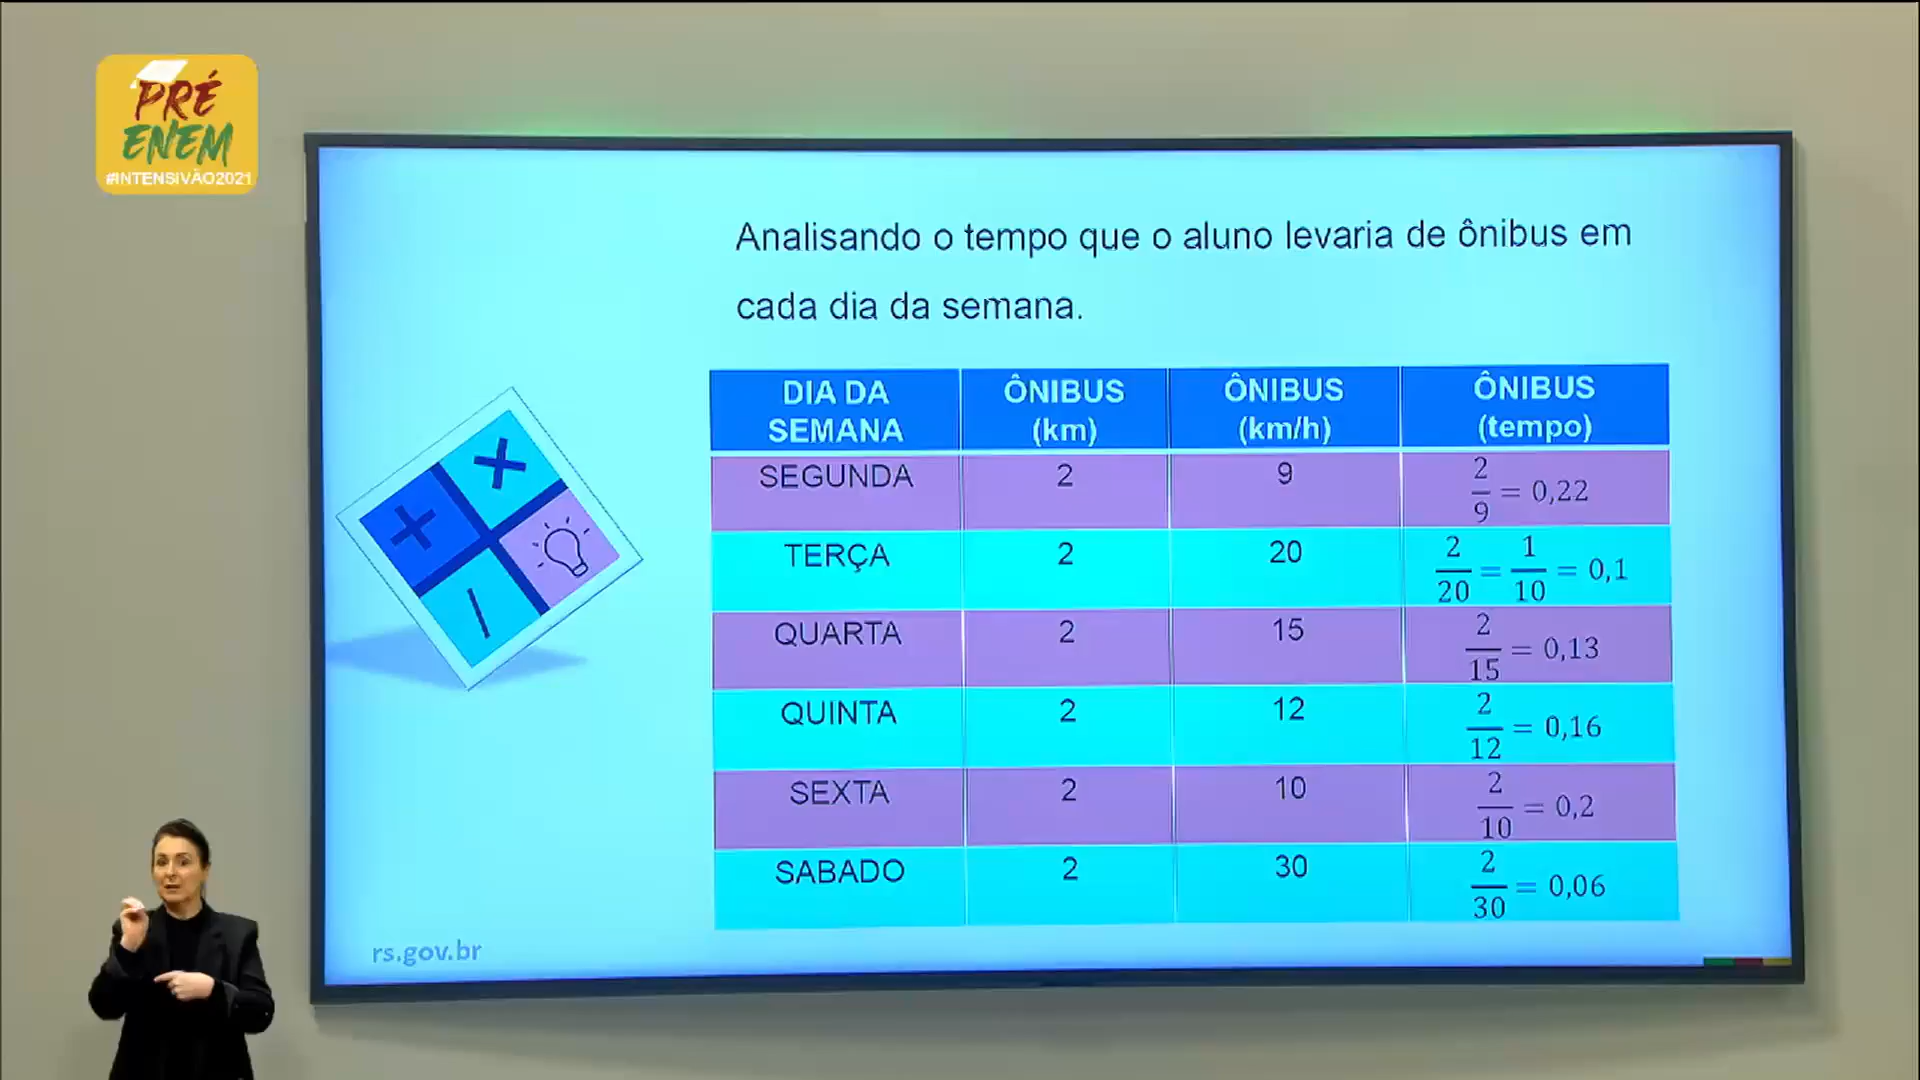 PRÉ
ENEM
#INTENSIVÃO2021
Analisando o tempo que o aluno levaria de ônibus em
cada dia da semana.
DIA DA SEMANA ÔNIBUS (km) ÔNIBUS (km/h) ÔNIBUS (tempo)
SEGUNDA 2 9 2/9 = 0,22
TERÇA 2 20 2/20 = 1/10 = 0,1
QUARTA 2 15 2/15 = 0,13
QUINTA 2 12 2/12 = 0,16
SEXTA 2 10 2/10 = 0,2
SABADO 2 30 2/30 = 0,06
rs.gov.br